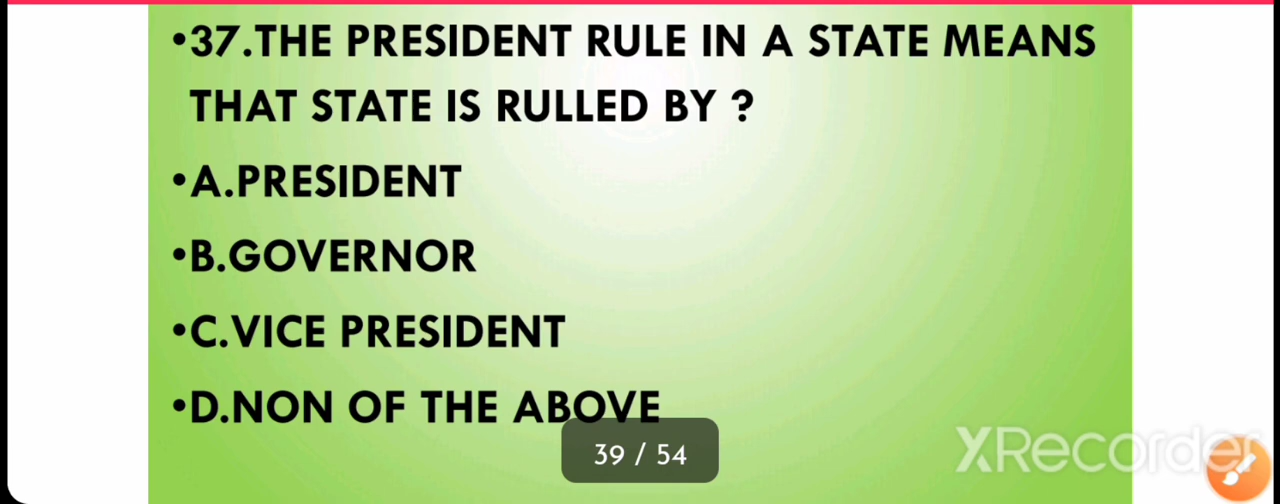 •37.THE PRESIDENT RULE IN A STATE MEANS
THAT STATE IS RULLED BY ?
•A.PRESIDENT
•B.GOVERNOR
•C.VICE PRESIDENT
•D.NON OF THE ABOVE
39 / 54
XRecorder